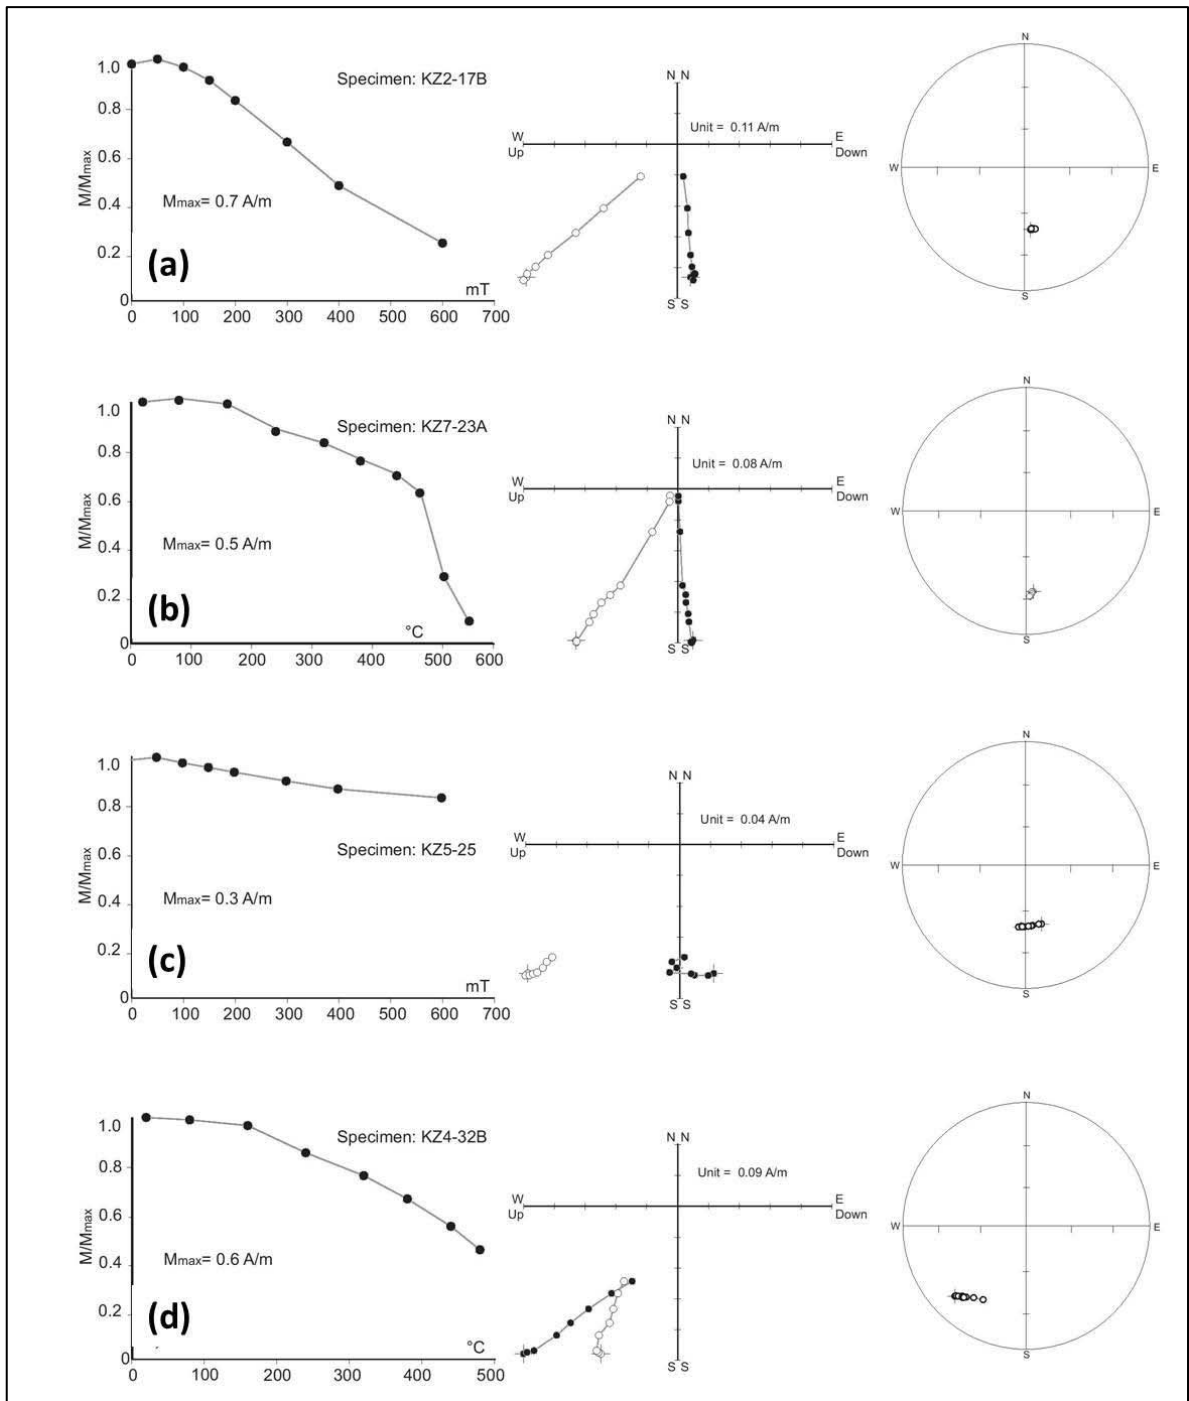 1.0
0.8
0.6
0.4
0.2
0
M/Mmax
Specimen: KZ2-17B
Mmax= 0.7 A/m
(a)
mT
0 100 200 300 400 500 600 700
N N
Unit = 0.11 A/m
W
Up
E
Down
S S
N
W
E
S
1.0
0.8
0.6
0.4
0.2
0
M/Mmax
Specimen: KZ7-23A
Mmax= 0.5 A/m
(b)
°C
0 100 200 300 400 500 600
N N
Unit = 0.08 A/m
W
Up
E
Down
S S
N
W
E
S
1.0
0.8
0.6
0.4
0.2
0
M/Mmax
Specimen: KZ5-25
Mmax= 0.3 A/m
(c)
mT
0 100 200 300 400 500 600 700
N N
Unit = 0.04 A/m
W
Up
E
Down
S S
N
W
E
S
1.0
0.8
0.6
0.4
0.2
0
M/Mmax
Specimen: KZ4-32B
Mmax= 0.6 A/m
(d)
°C
0 100 200 300 400 500
N N
Unit = 0.09 A/m
W
Up
E
Down
S S
N
W
E
S